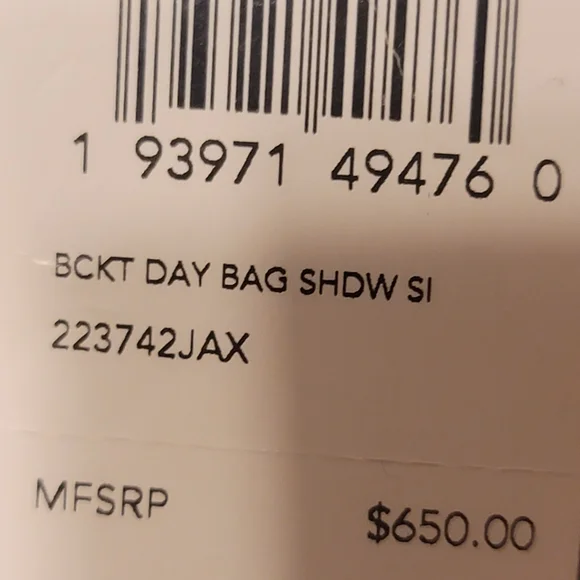 1 93971 49476 0
BCKT DAY BAG SHDW SI
223742JAX
MFSRP $650.00